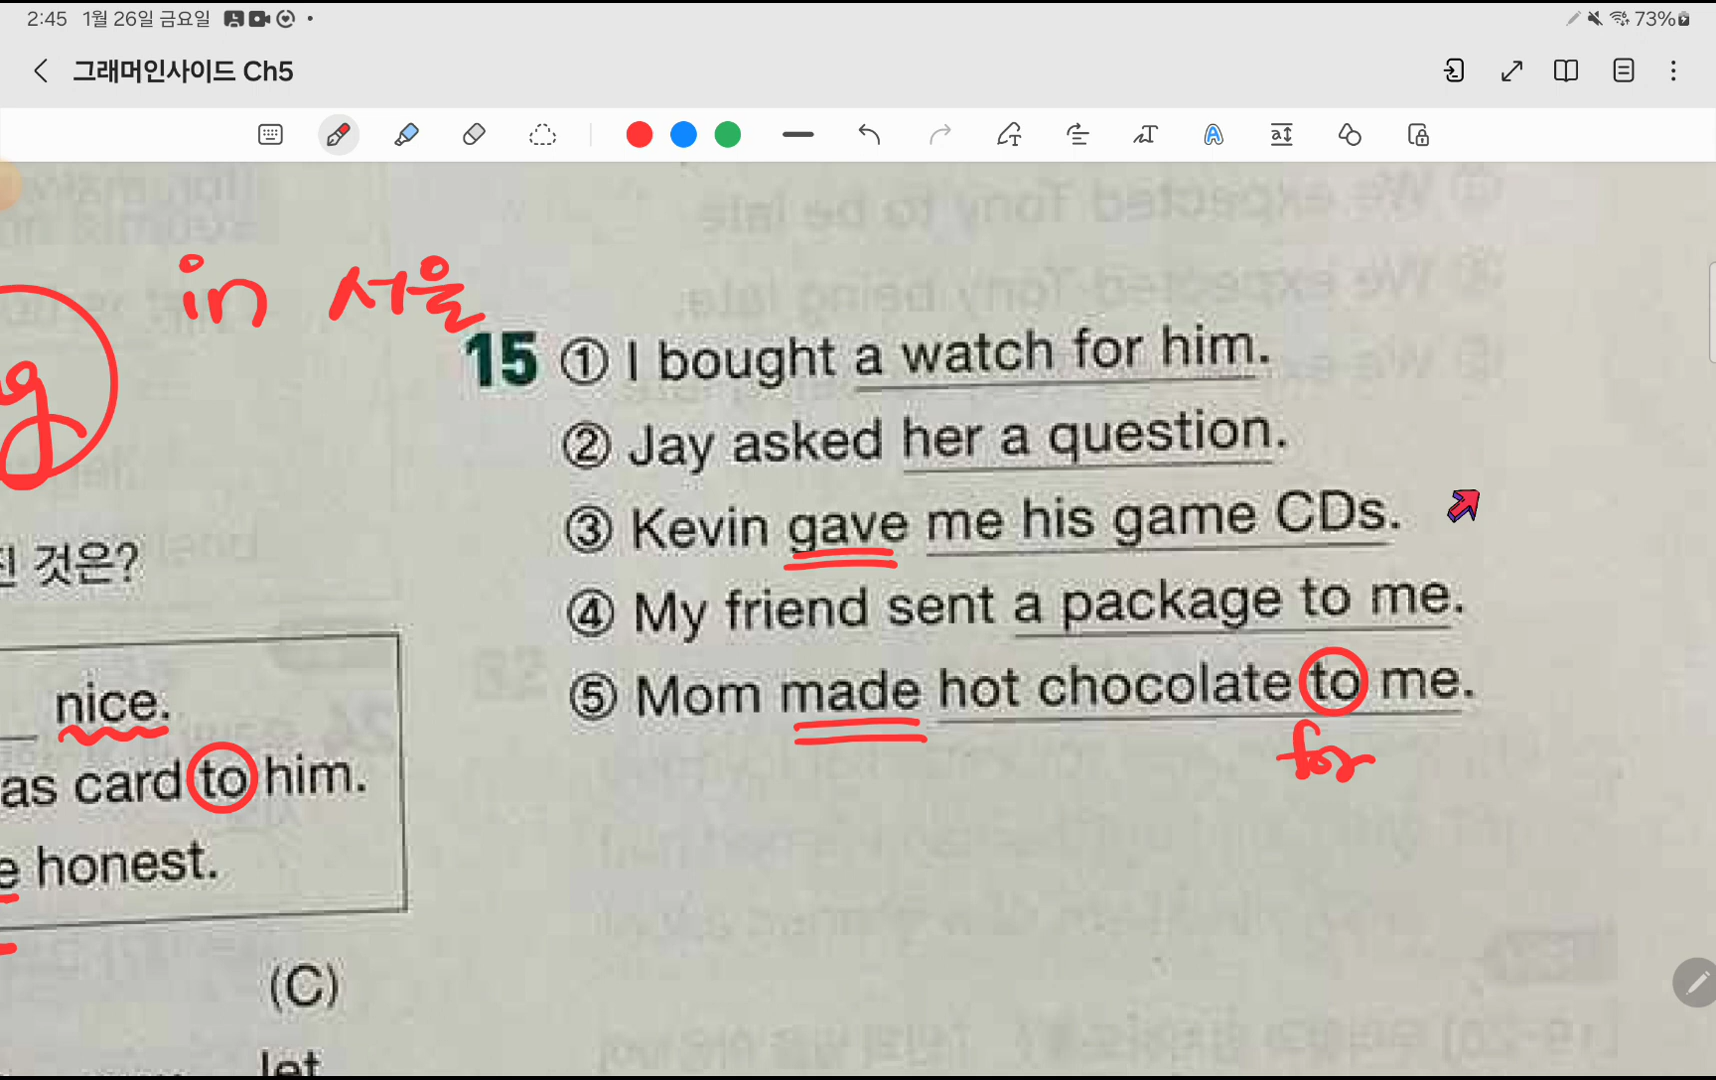 2:45 1월 26일 금요일
73%
그래머인사이드 Ch5
in 서울
g
것은?
nice.
as card to him.
e honest.
(C)
let
15 ① I bought a watch for him.
② Jay asked her a question.
③ Kevin gave me his game CDs.
④ My friend sent a package to me.
⑤ Mom made hot chocolate to me.
for